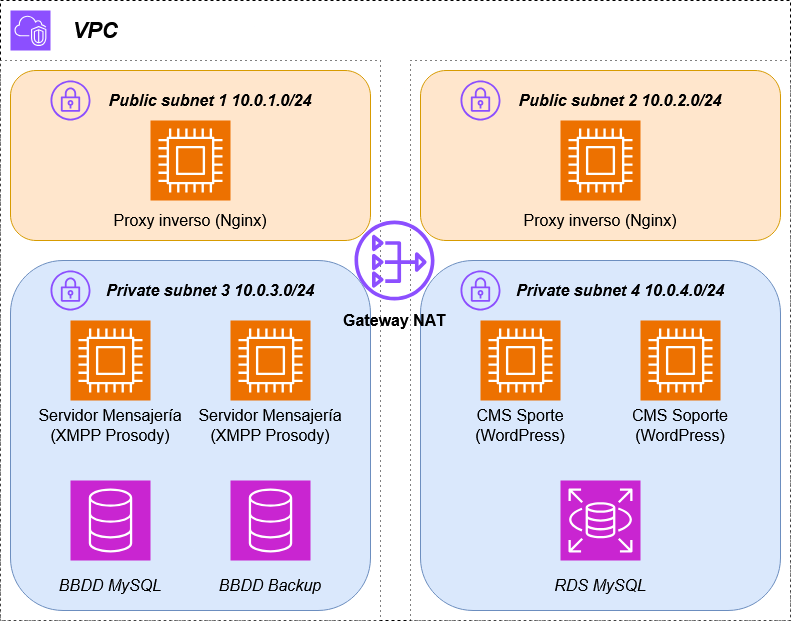 VPC
Public subnet 1 10.0.1.0/24
Proxy inverso (Nginx)
Public subnet 2 10.0.2.0/24
Proxy inverso (Nginx)
Gateway NAT
Private subnet 3 10.0.3.0/24
Servidor Mensajería
(XMPP Prosody)
Servidor Mensajería
(XMPP Prosody)
BBDD MySQL
BBDD Backup
Private subnet 4 10.0.4.0/24
CMS Sporte
(WordPress)
CMS Soporte
(WordPress)
RDS MySQL